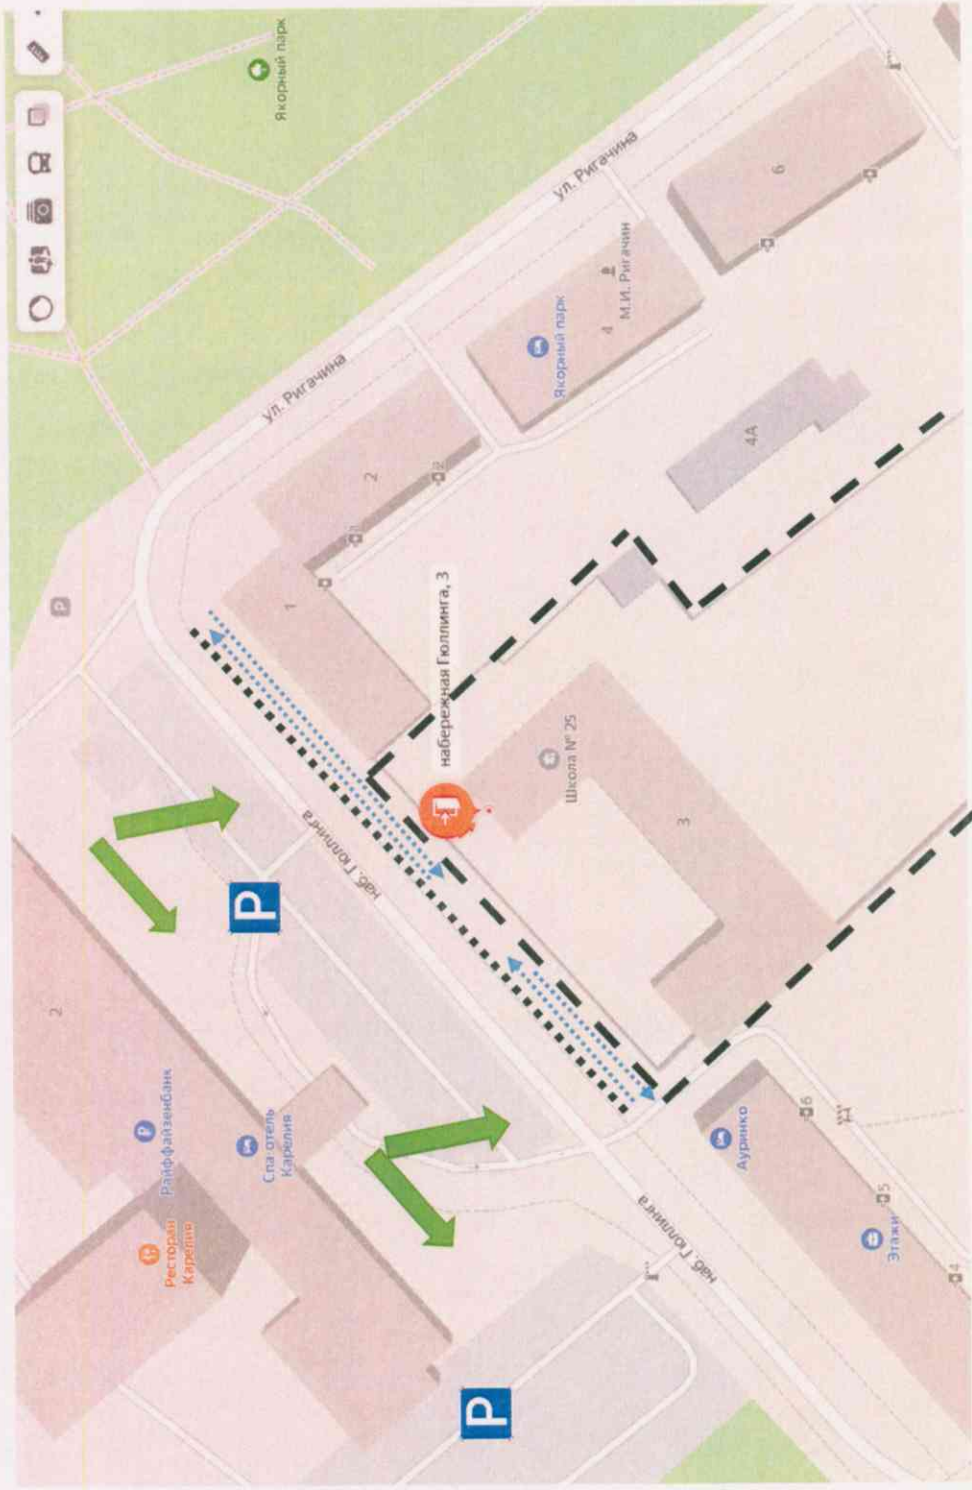 Якорный парк
ул. Ригачина
6
М.И. Ригачин
4
Якорный парк
ул. Ригачина
2
4А
1
P
набережная Гюллинга, 3
Школа № 25
3
наб. Гюллинга
P
2
Райффайзенбанк
Спа-отель
Карелия
Ресторан
Карелия
Ауринко
6
5
Этажи
4
наб. Гюллинга
P